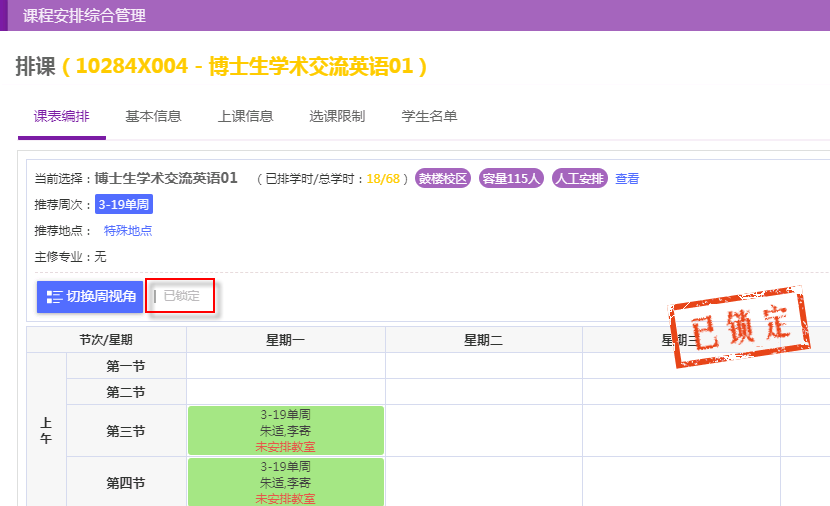 课程安排综合管理
排课（10284X004 - 博士生学术交流英语01）
课表编排 基本信息 上课信息 选课限制 学生名单
当前选择：博士生学术交流英语01 （已排学时/总学时：18/68） 鼓楼校区 容量115人 人工安排 查看
推荐周次：3-19单周
推荐地点： 特殊地点
主修专业：无
切换周视角 已锁定
已锁定
节次/星期 星期一 星期二 星期三
上午
第一节
第二节
第三节
3-19单周
朱适,李寄
未安排教室
第四节
3-19单周
朱适,李寄
未安排教室